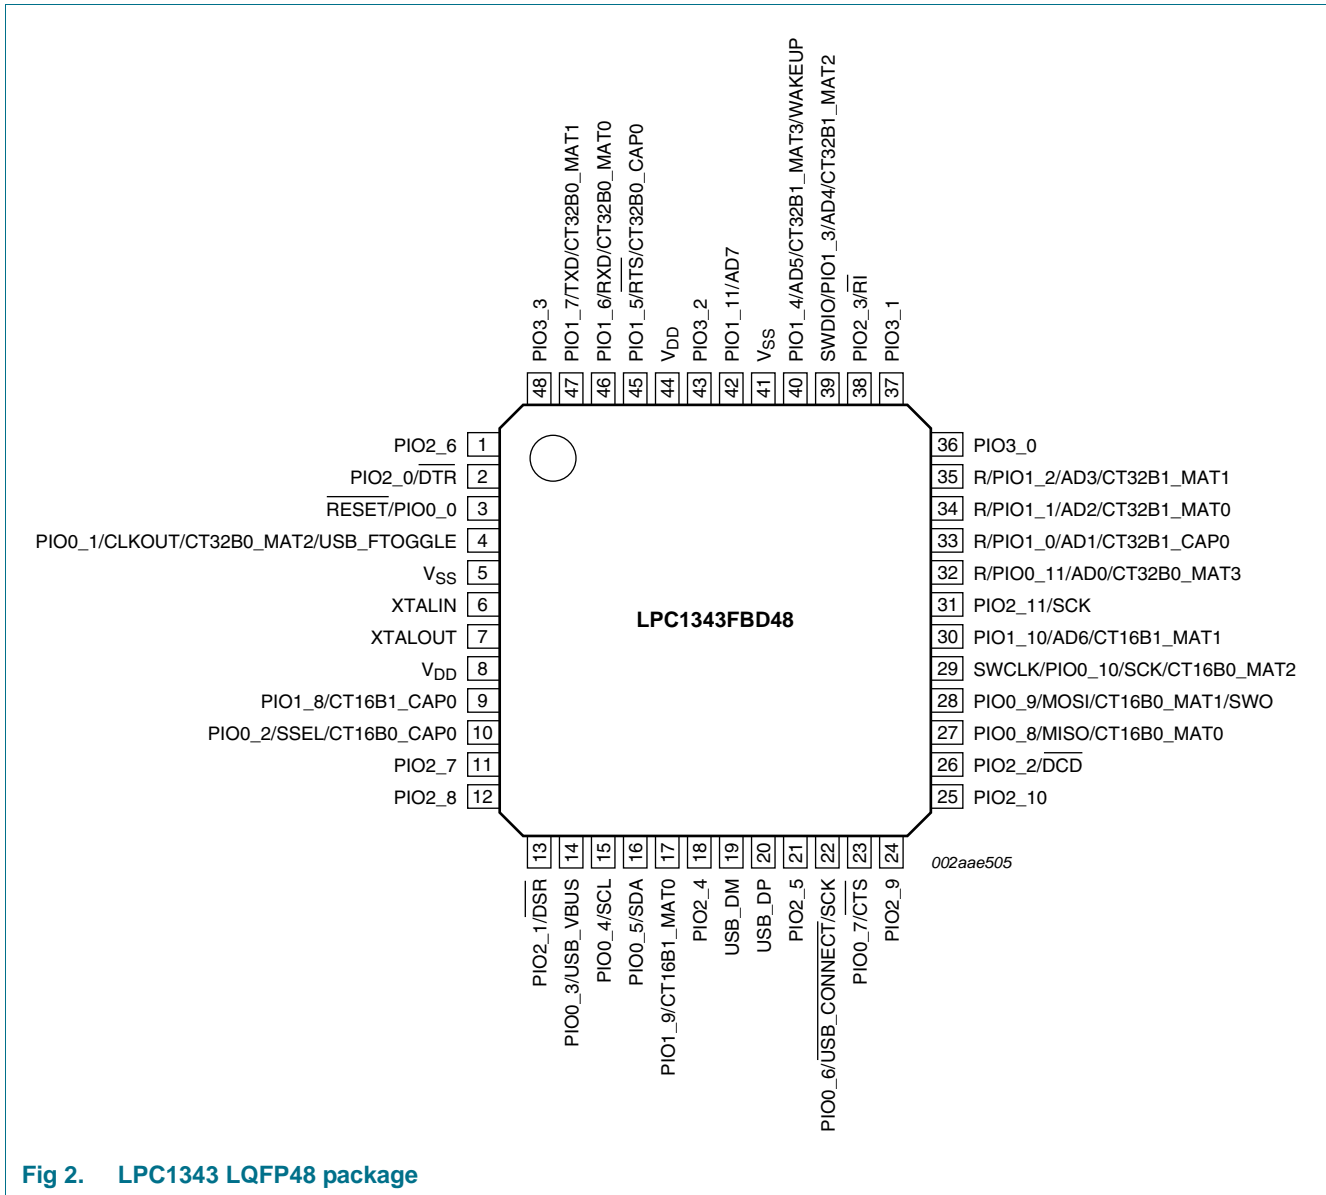 PIO3_3
PIO1_7/TXD/CT32B0_MAT1
PIO1_6/RXD/CT32B0_MAT0
PIO1_5/RTS/CT32B0_CAP0
VDD
PIO3_2
PIO1_11/AD7
VSS
PIO1_4/AD5/CT32B1_MAT3/WAKEUP
SWDIO/PIO1_3/AD4/CT32B1_MAT2
PIO2_3/RI
PIO3_1
48
47
46
45
44
43
42
41
40
39
38
37
PIO2_6 1
PIO2_0/DTR 2
RESET/PIO0_0 3
PIO0_1/CLKOUT/CT32B0_MAT2/USB_FTOGGLE 4
VSS 5
XTALIN 6
XTALOUT 7
VDD 8
PIO1_8/CT16B1_CAP0 9
PIO0_2/SSEL/CT16B0_CAP0 10
PIO2_7 11
PIO2_8 12
LPC1343FBD48
36 PIO3_0
35 R/PIO1_2/AD3/CT32B1_MAT1
34 R/PIO1_1/AD2/CT32B1_MAT0
33 R/PIO1_0/AD1/CT32B1_CAP0
32 R/PIO0_11/AD0/CT32B0_MAT3
31 PIO2_11/SCK
30 PIO1_10/AD6/CT16B1_MAT1
29 SWCLK/PIO0_10/SCK/CT16B0_MAT2
28 PIO0_9/MOSI/CT16B0_MAT1/SWO
27 PIO0_8/MISO/CT16B0_MAT0
26 PIO2_2/DCD
25 PIO2_10
13
14
15
16
17
18
19
20
21
22
23
24
PIO2_1/DSR
PIO0_3/USB_VBUS
PIO0_4/SCL
PIO0_5/SDA
PIO1_9/CT16B1_MAT0
PIO2_4
USB_DM
USB_DP
PIO2_5
PIO0_6/USB_CONNECT/SCK
PIO0_7/CTS
PIO2_9
002aae505
Fig 2. LPC1343 LQFP48 package